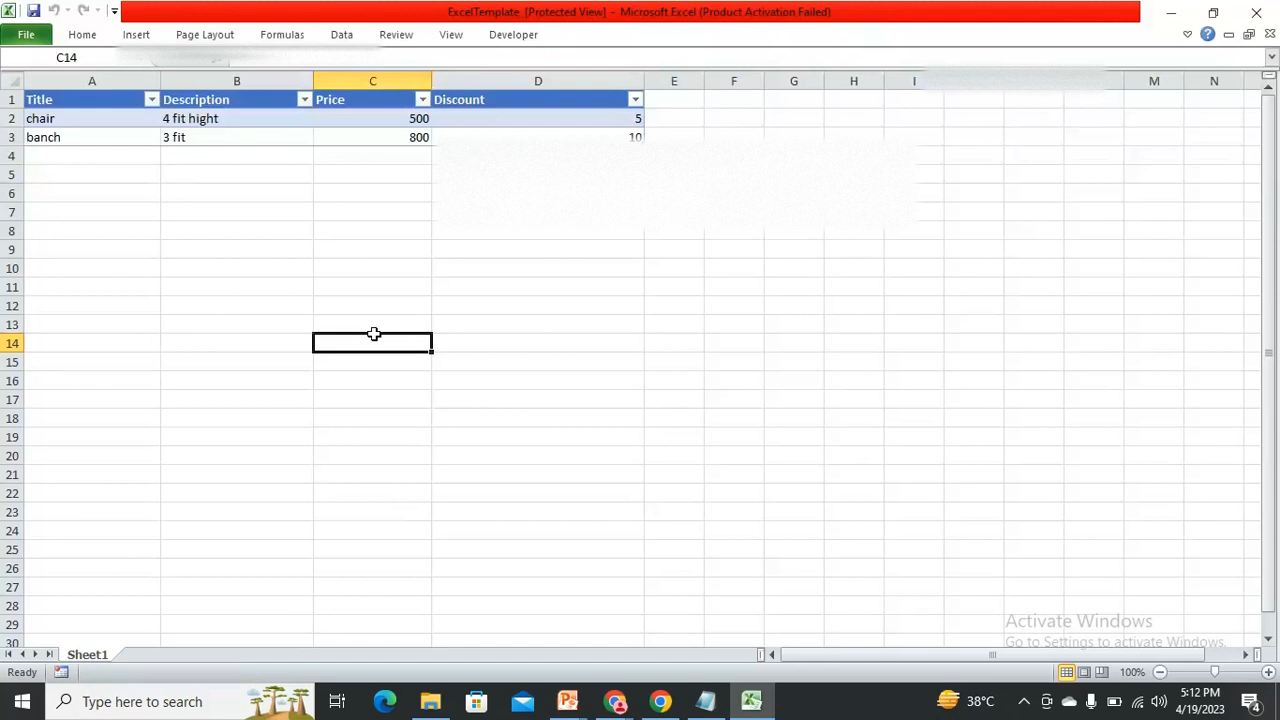 ExcelTemplate [Protected View] - Microsoft Excel (Product Activation Failed)
File Home Insert Page Layout Formulas Data Review View Developer
C14
A B C D E F G H I M N
1 Title Description Price Discount
2 chair 4 fit hight 500 5
3 banch 3 fit 800 10
4
5
6
7
8
9
10
11
12
13
14
15
16
17
18
19
20
21
22
23
24
25
26
27
28
29
30
Activate Windows
Go to Settings to activate Windows.
Sheet1
Ready 100%
Type here to search 38°C 5:12 PM
4/19/2023 4